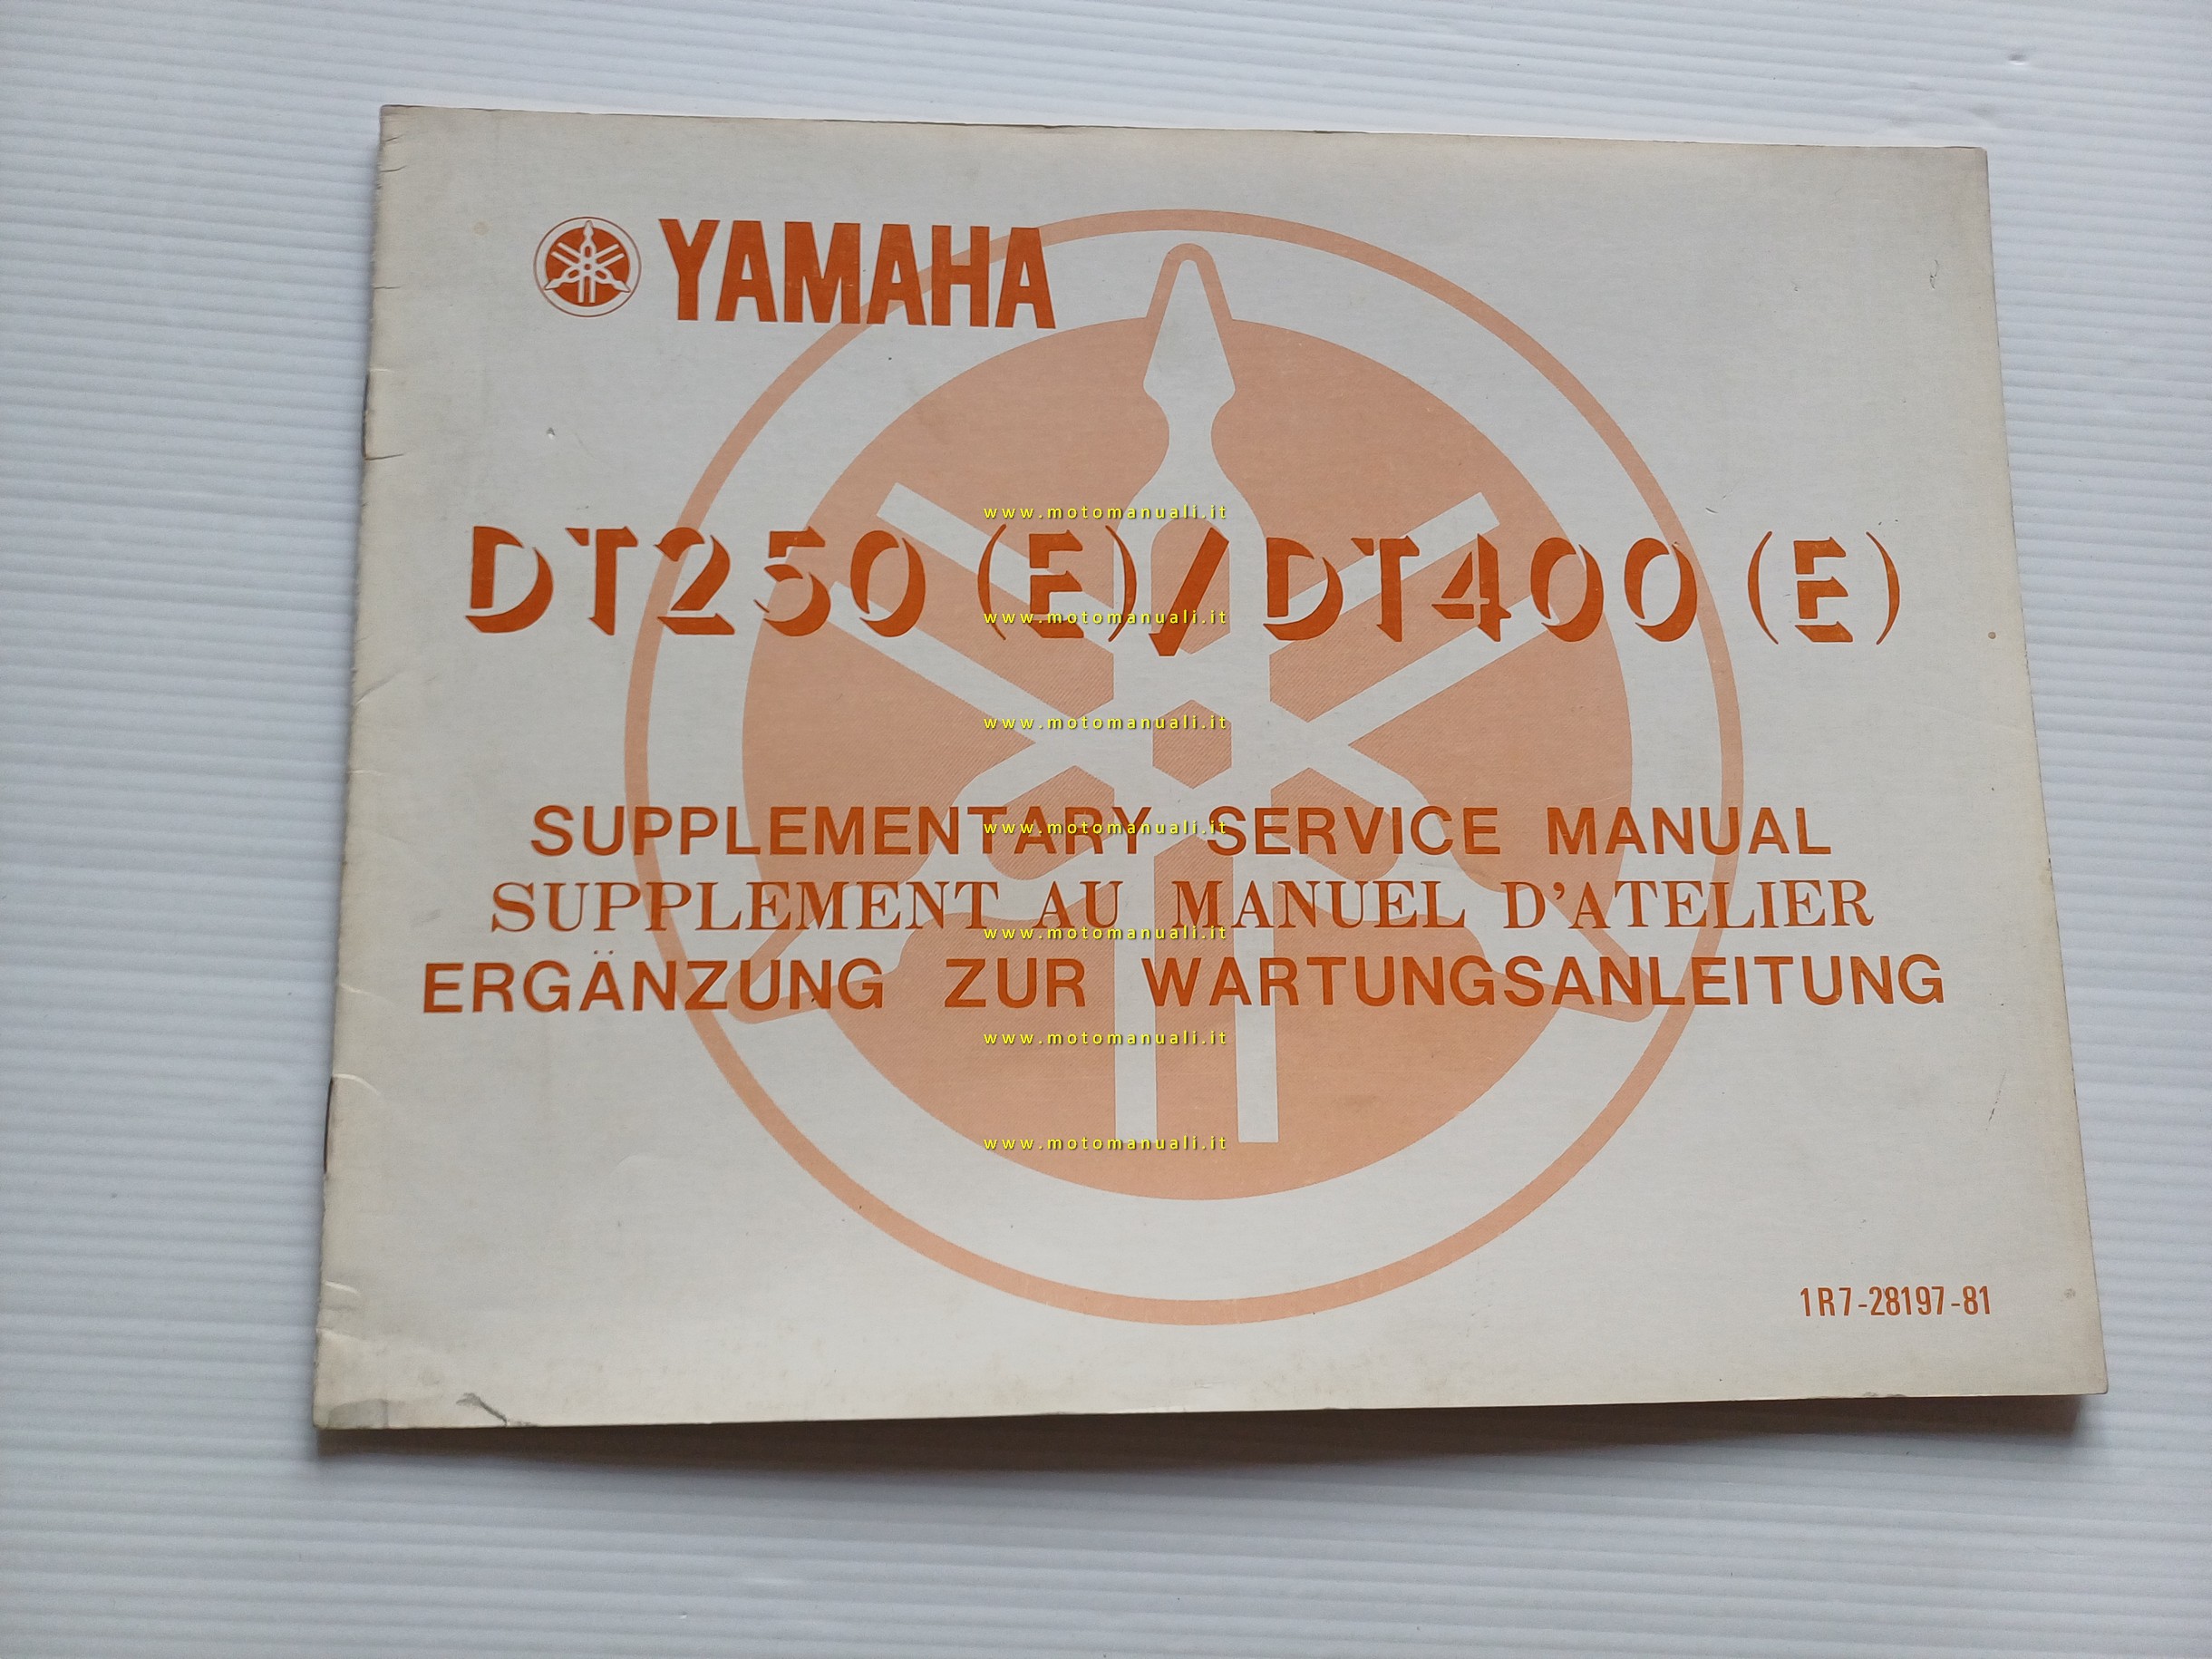 YAMAHA
www.motomanuali.it
DT250 (E)/DT400 (E)
www.motomanuali.it
www.motomanuali.it
SUPPLEMENTARY SERVICE MANUAL
www.motomanuali.it
SUPPLEMENT AU MANUEL D'ATELIER
www.motomanuali.it
ERGÄNZUNG ZUR WARTUNGSANLEITUNG
www.motomanuali.it
www.motomanuali.it
1R7-28197-81